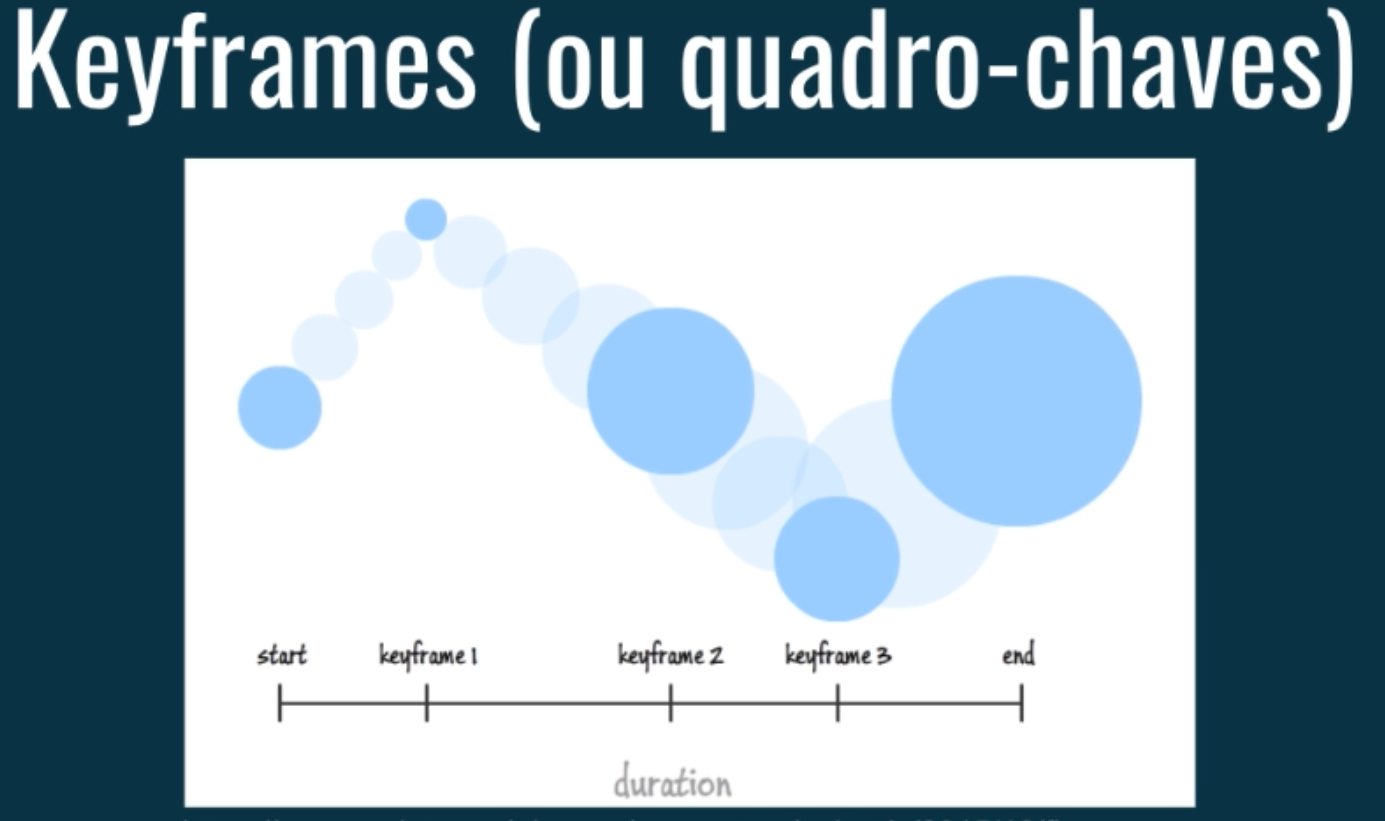 Keyframes (ou quadro-chaves)
start keyframe 1 keyframe 2 keyframe 3 end
duration